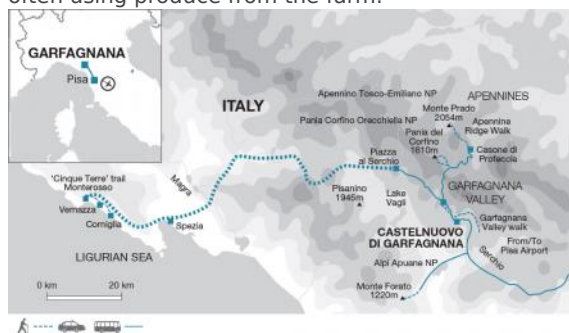 often using produce from the farm.
GARFAGNANA
Pisa
ITALY
Apennino Tosco-Emiliano NP
APENNINES
Monte Prado
2054m
Pania Corfino Orecchiella NP
Apennine
Ridge Walk
Pania del
Corfino
1610m
Piazza
al Serchio
Casone di
Profeccia
'Cinque Terre' trail
Monterosso
Magra
Pisanino
1945m
Lake
Vagli
GARFAGNANA
VALLEY
Vernazza
Corniglia
Spezia
CASTELNUOVO
DI GARFAGNANA
Garfagnana
Valley walk
Serchio
From/To
Pisa Airport
LIGURIAN SEA
Alpi Apuane NP
0 km
20 km
Monte Forato
1220m